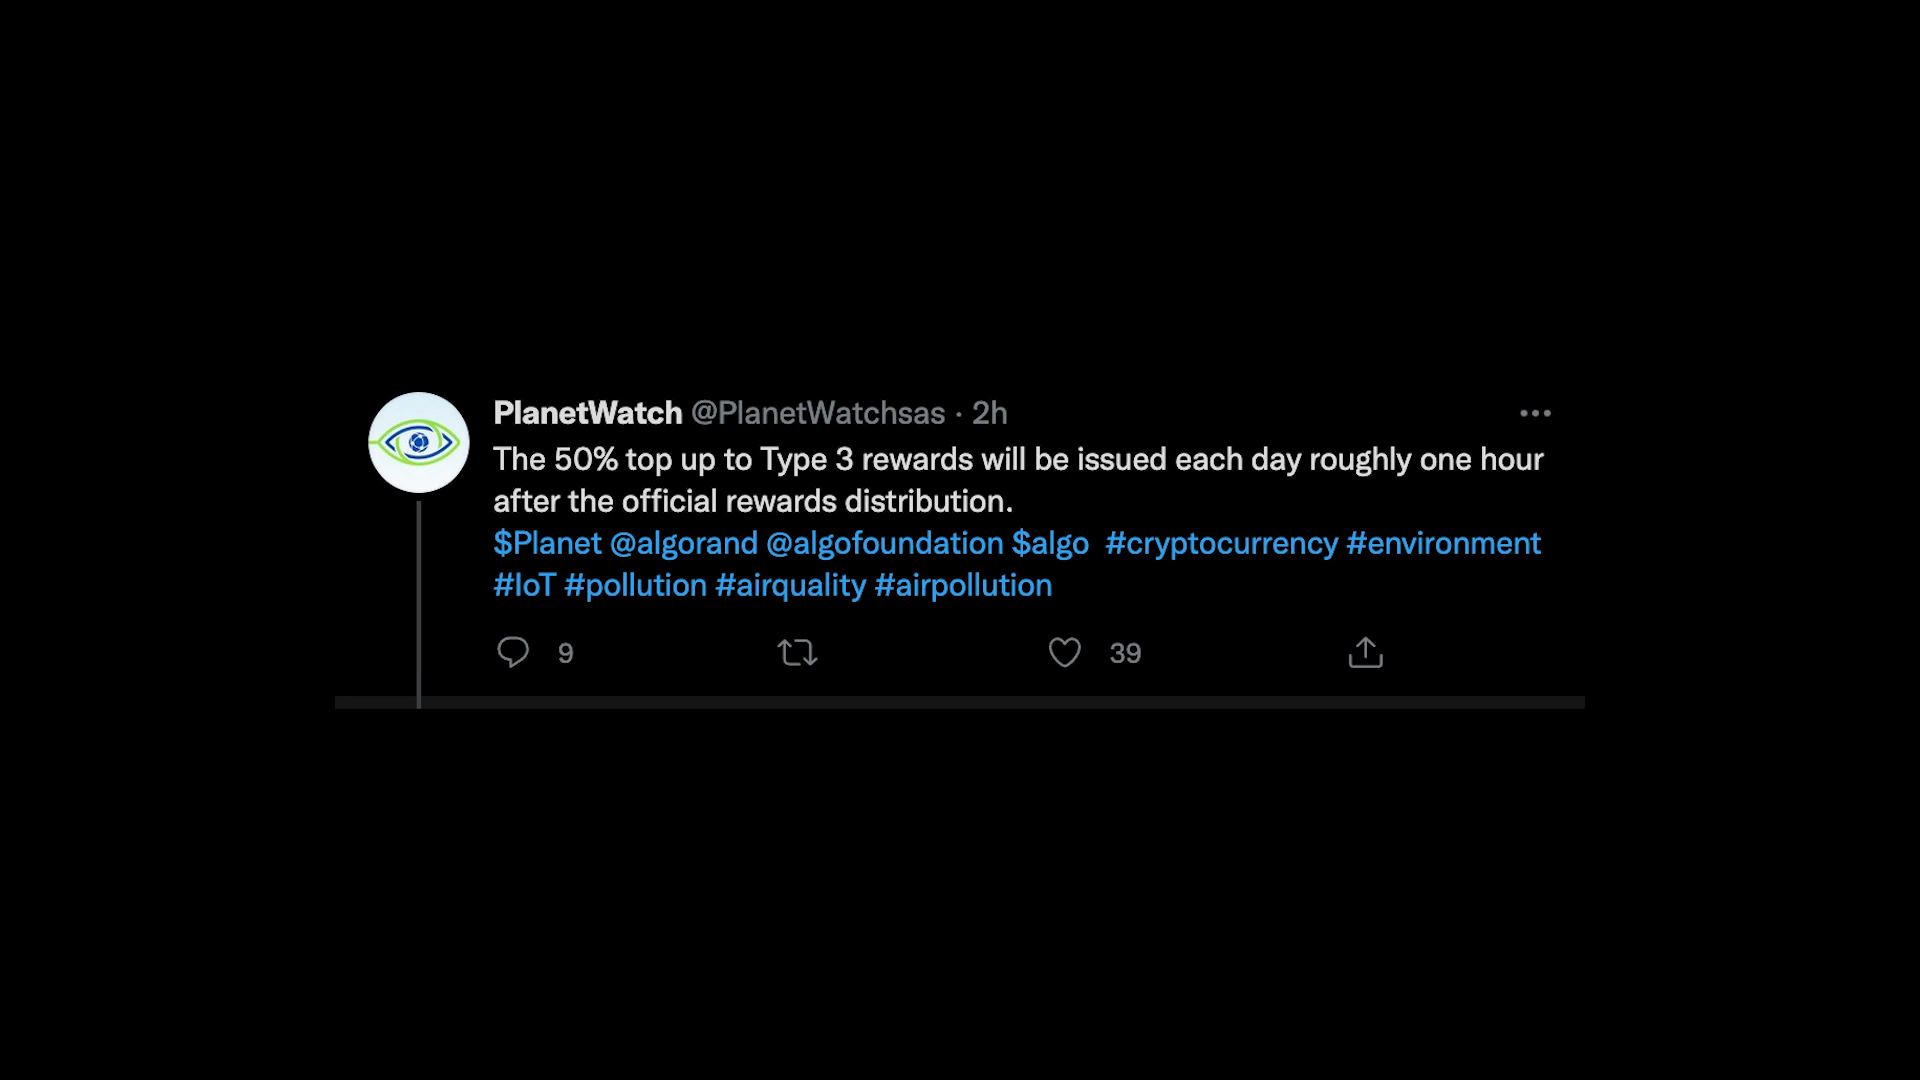 PlanetWatch @PlanetWatchsas · 2h
The 50% top up to Type 3 rewards will be issued each day roughly one hour
after the official rewards distribution.
$Planet @algorand @algofoundation $algo  #cryptocurrency #environment
#IoT #pollution #airquality #airpollution
9 39